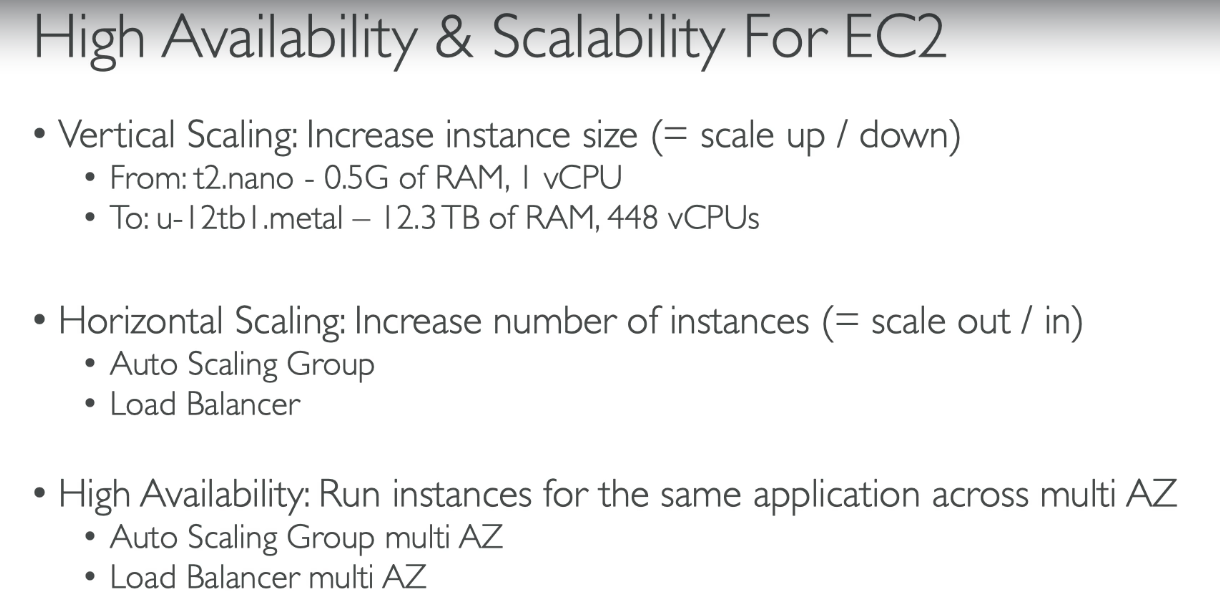 High Availability & Scalability For EC2
• Vertical Scaling: Increase instance size (= scale up / down)
• From: t2.nano - 0.5G of RAM, 1 vCPU
• To: u-12tb1.metal – 12.3 TB of RAM, 448 vCPUs
• Horizontal Scaling: Increase number of instances (= scale out / in)
• Auto Scaling Group
• Load Balancer
• High Availability: Run instances for the same application across multi AZ
• Auto Scaling Group multi AZ
• Load Balancer multi AZ